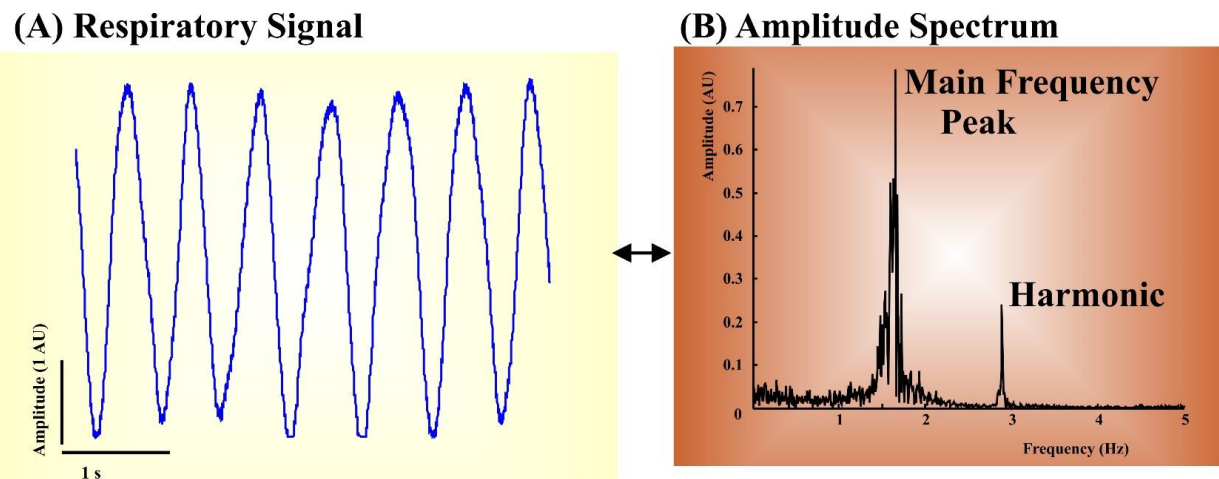 (A) Respiratory Signal
Amplitude (1 AU)
1 s
(B) Amplitude Spectrum
Amplitude (AU)
0.7
0.6
0.5
0.4
0.3
0.2
0.1
0
1
2
3
4
5
Frequency (Hz)
Main Frequency
Peak
Harmonic